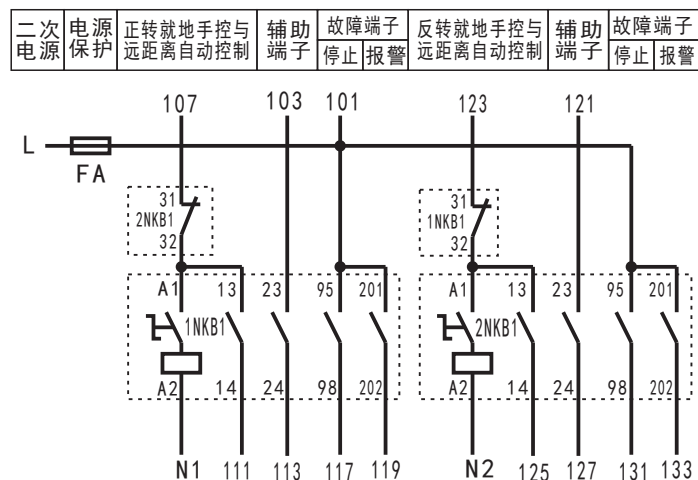 二次 电源 正转就地手控与 辅助 故障端子 反转就地手控与 辅助 故障端子
电源 保护 远距离自动控制 端子 停止 报警 远距离自动控制 端子 停止 报警
107 103 101 123 121
L
FA
31 31
2NKB1 1NKB1
32 32
A1 13 23 95 201 A1 13 23 95 201
1NKB1 2NKB1
A2 14 24 98 202 A2 14 24 98 202
N1 111 113 117 119 N2 125 127 131 133